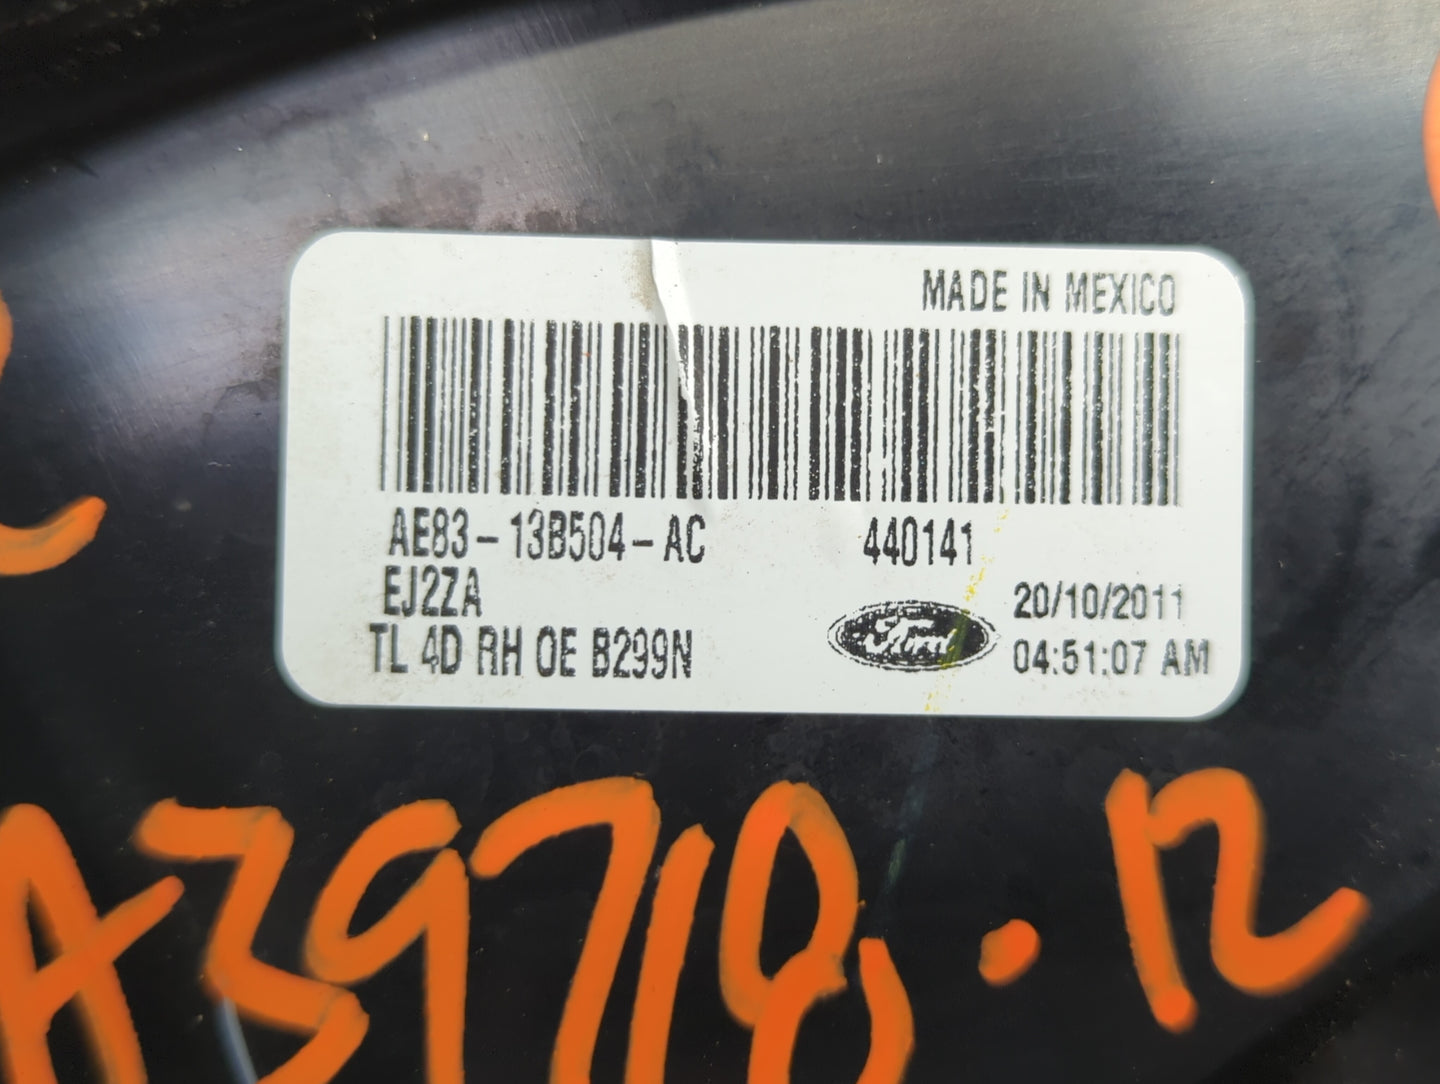 MADE IN MEXICO
AE83-13B504-AC 440141
EJ2ZA
20/10/2011
Ford
TL 4D RH OE B299N
04:51:07 AM
A39718.12